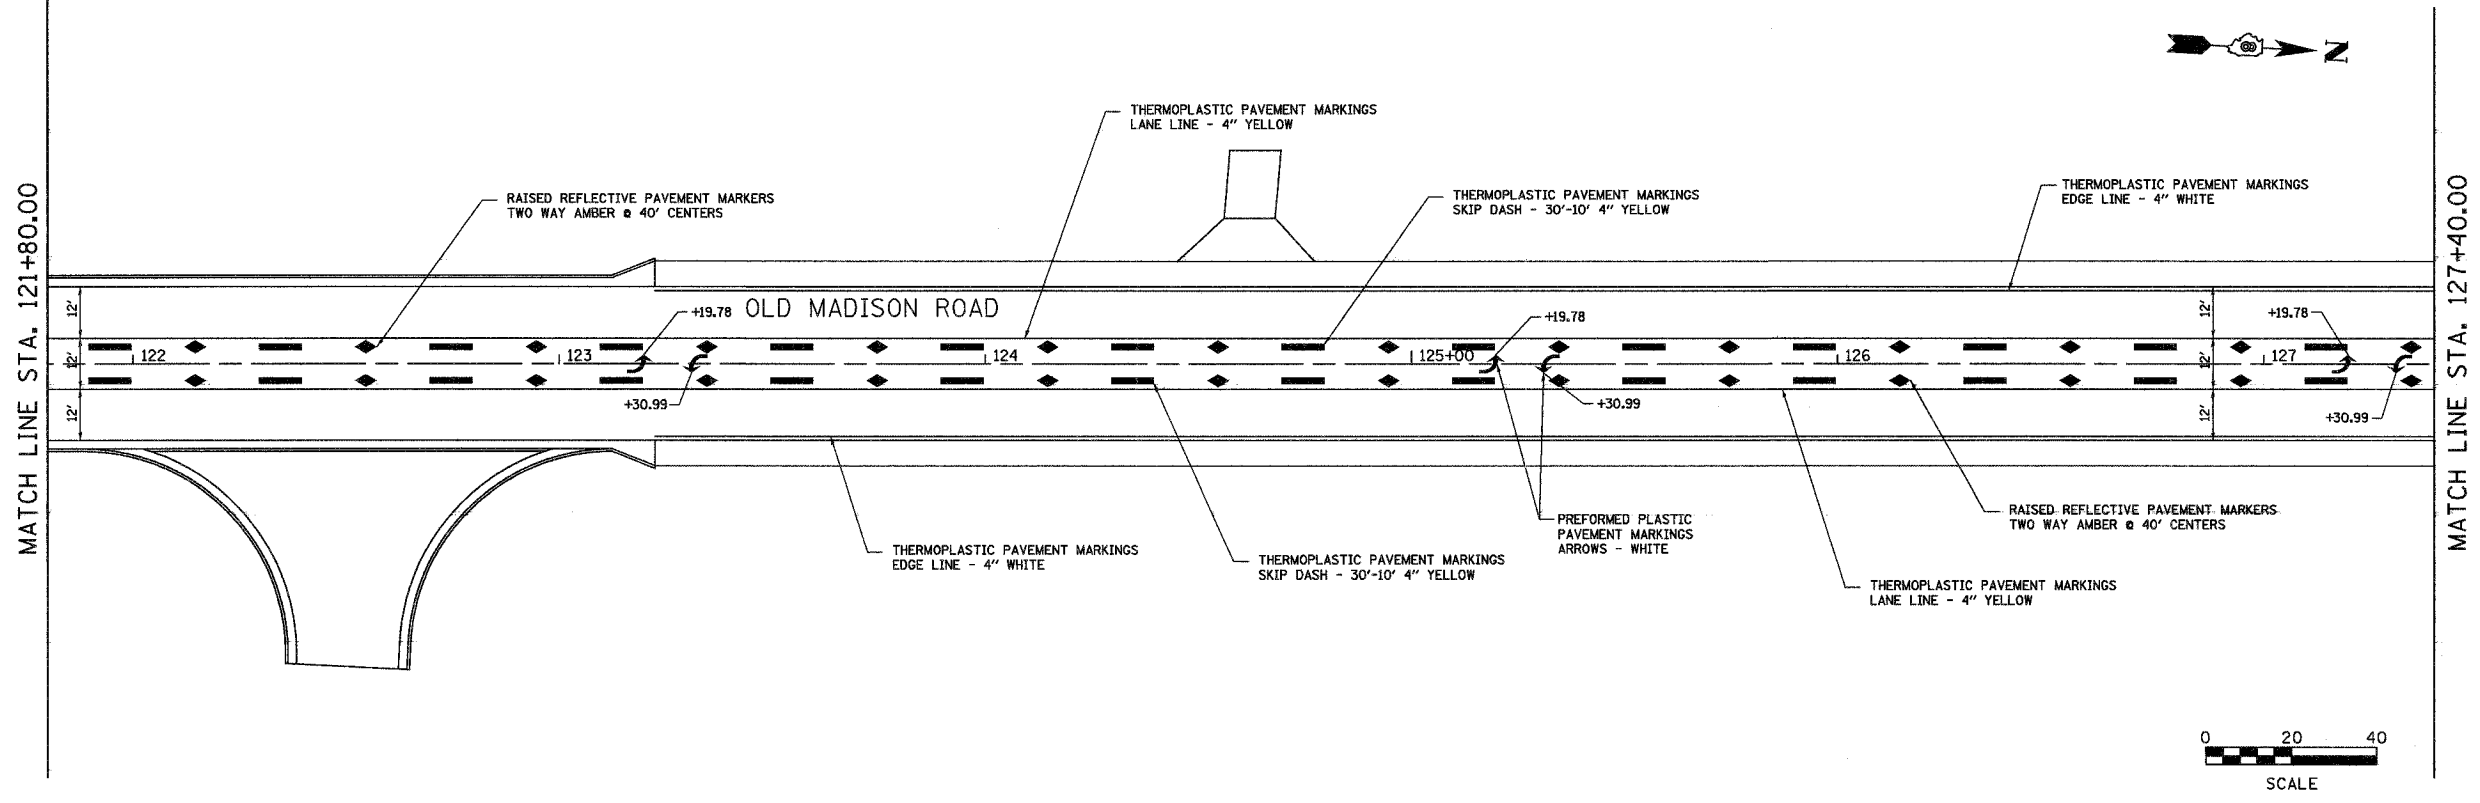 N
THERMOPLASTIC PAVEMENT MARKINGS
LANE LINE - 4" YELLOW
RAISED REFLECTIVE PAVEMENT MARKERS
TWO WAY AMBER @ 40' CENTERS
THERMOPLASTIC PAVEMENT MARKINGS
SKIP DASH - 30'-10' 4" YELLOW
THERMOPLASTIC PAVEMENT MARKINGS
EDGE LINE - 4" WHITE
MATCH LINE STA. 121+80.00
MATCH LINE STA. 127+40.00
OLD MADISON ROAD
+19.78
+19.78
+19.78
12'
12'
12'
122
123
124
125+00
126
127
12'
12'
12'
+30.99
+30.99
+30.99
THERMOPLASTIC PAVEMENT MARKINGS
EDGE LINE - 4" WHITE
THERMOPLASTIC PAVEMENT MARKINGS
SKIP DASH - 30'-10' 4" YELLOW
PREFORMED PLASTIC
PAVEMENT MARKINGS
ARROWS - WHITE
RAISED REFLECTIVE PAVEMENT MARKERS
TWO WAY AMBER @ 40' CENTERS
THERMOPLASTIC PAVEMENT MARKINGS
LANE LINE - 4" YELLOW
0 20 40
SCALE